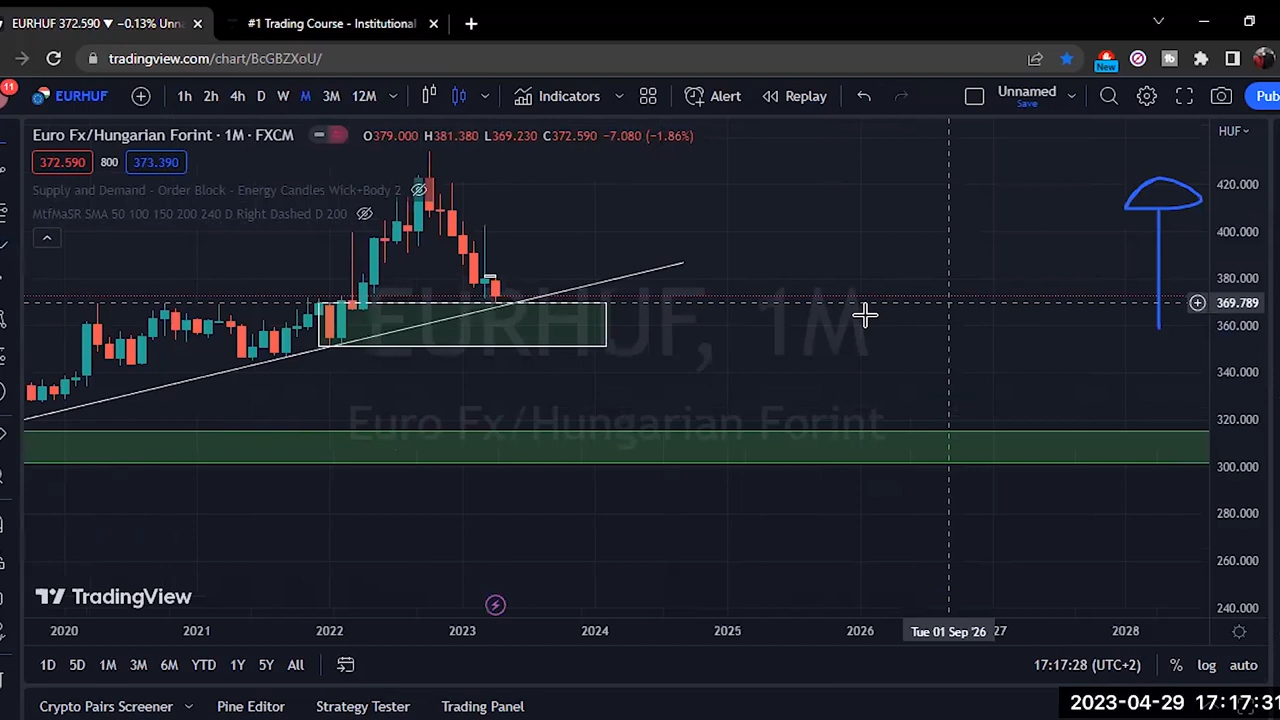 EURHUF 372.590 ▼ −0.13% Unna
#1 Trading Course - Institutional
tradingview.com/chart/BcGBZXoU/
New
11
EURHUF 1h 2h 4h D W M 3M 12M Indicators Alert Replay Unnamed Save Pub
Euro Fx/Hungarian Forint · 1M · FXCM O379.000 H381.380 L369.230 C372.590 −7.080 (−1.86%)
HUF
372.590 800 373.390
Supply and Demand - Order Block - Energy Candles Wick+Body 2
MtfMaSR SMA 50 100 150 200 240 D Right Dashed D 200
420.000
400.000
380.000
369.789
360.000
340.000
320.000
300.000
280.000
260.000
240.000
EURHUF, 1M
Euro Fx/Hungarian Forint
TradingView
2020 2021 2022 2023 2024 2025 2026 Tue 01 Sep '26 27 2028
1D 5D 1M 3M 6M YTD 1Y 5Y All 17:17:28 (UTC+2) % log auto
Crypto Pairs Screener Pine Editor Strategy Tester Trading Panel
2023-04-29 17:17:31